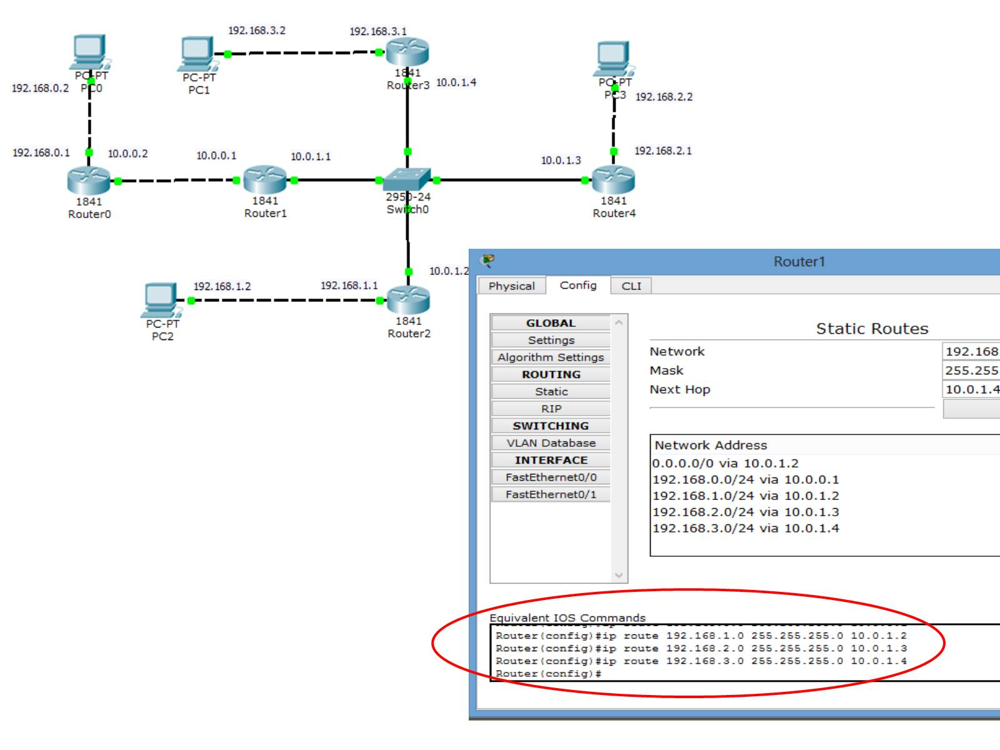 192.168.3.2
192.168.3.1
PC-PT
PC0
192.168.0.2
PC-PT
PC1
1841
Router3
10.0.1.4
PC-PT
PC3
192.168.2.2
192.168.0.1
10.0.0.2
10.0.0.1
10.0.1.1
10.0.1.3
192.168.2.1
1841
Router0
1841
Router1
2950-24
Switch0
1841
Router4
10.0.1.2
192.168.1.2
192.168.1.1
PC-PT
PC2
1841
Router2
Router1
Physical
Config
CLI
GLOBAL
Settings
Algorithm Settings
ROUTING
Static
RIP
SWITCHING
VLAN Database
INTERFACE
FastEthernet0/0
FastEthernet0/1
Static Routes
Network
192.168
Mask
255.255
Next Hop
10.0.1.4
Network Address
0.0.0.0/0 via 10.0.1.2
192.168.0.0/24 via 10.0.0.1
192.168.1.0/24 via 10.0.1.2
192.168.2.0/24 via 10.0.1.3
192.168.3.0/24 via 10.0.1.4
Equivalent IOS Commands
Router(config)#ip route 192.168.1.0 255.255.255.0 10.0.1.2
Router(config)#ip route 192.168.2.0 255.255.255.0 10.0.1.3
Router(config)#ip route 192.168.3.0 255.255.255.0 10.0.1.4
Router(config)#